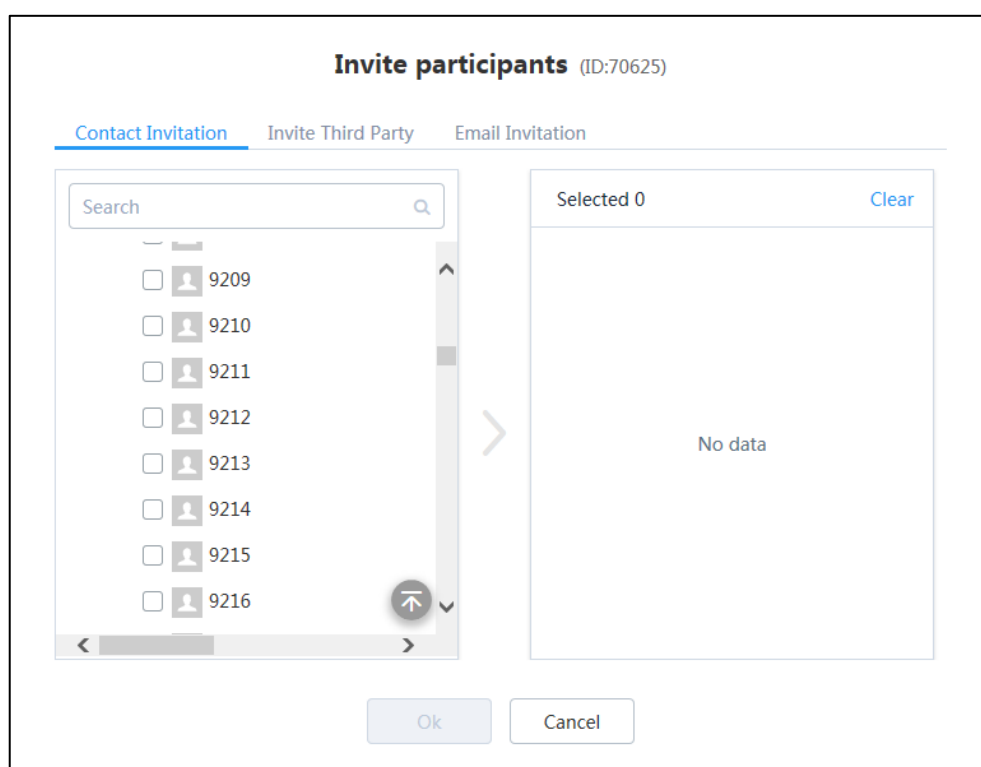 Invite participants (ID:70625)
Contact Invitation Invite Third Party Email Invitation
Search
Selected 0 Clear
9209
9210
9211
9212
9213
9214
9215
9216
No data
Ok Cancel